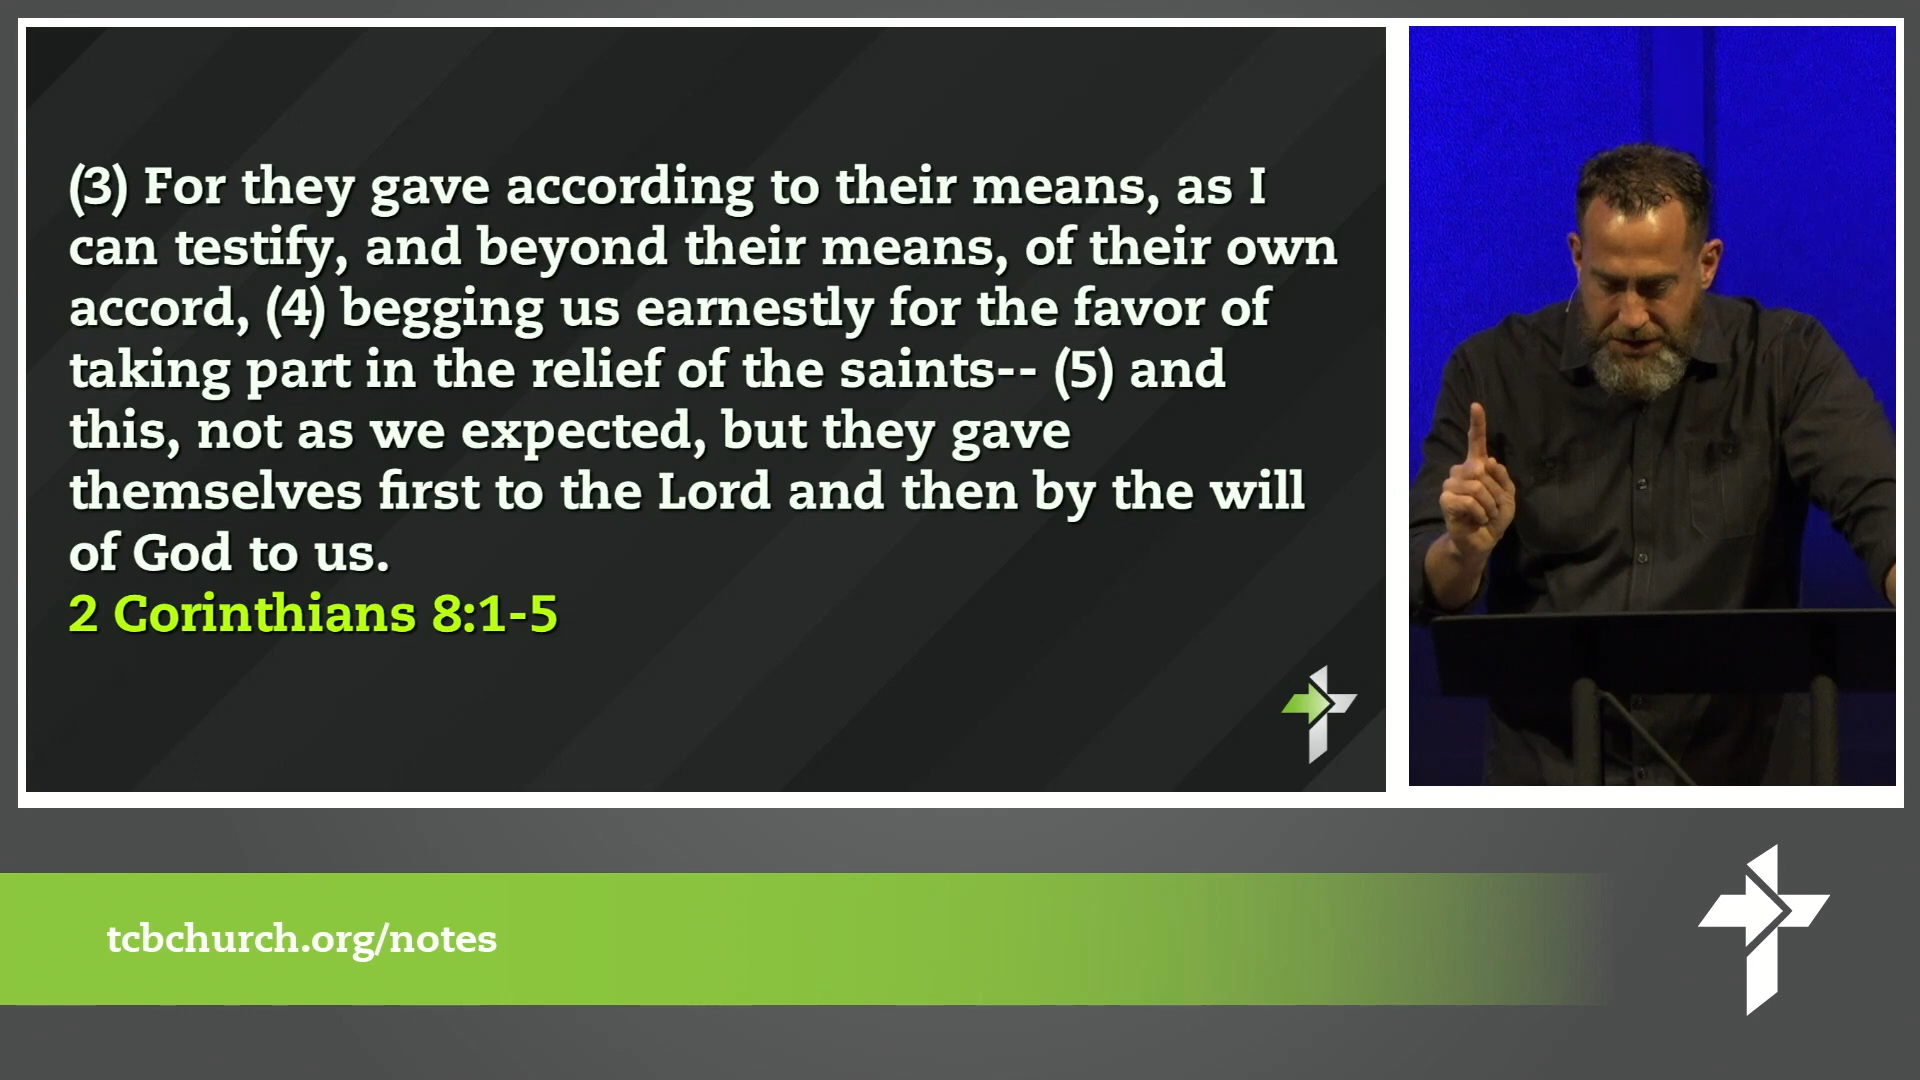 (3) For they gave according to their means, as I
can testify, and beyond their means, of their own
accord, (4) begging us earnestly for the favor of
taking part in the relief of the saints-- (5) and
this, not as we expected, but they gave
themselves first to the Lord and then by the will
of God to us.
2 Corinthians 8:1-5
tcbchurch.org/notes